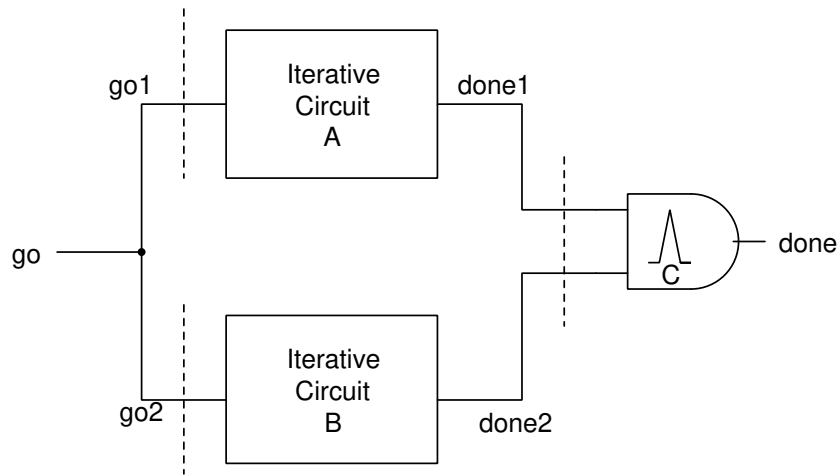 go1
Iterative
Circuit
A
done1
go
C
done
go2
Iterative
Circuit
B
done2